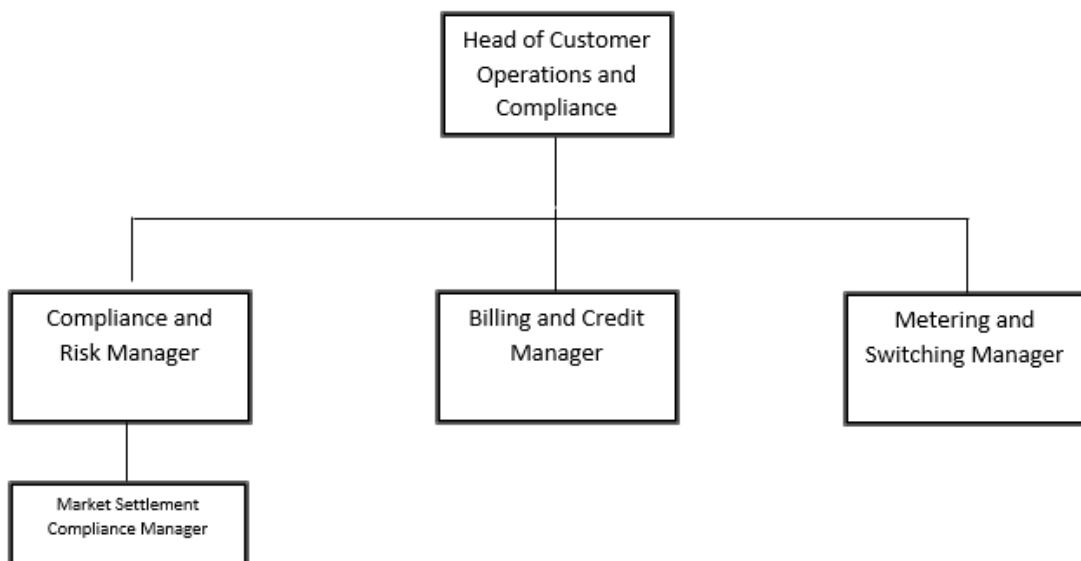 Head of Customer
Operations and
Compliance
Compliance and
Risk Manager
Billing and Credit
Manager
Metering and
Switching Manager
Market Settlement
Compliance Manager